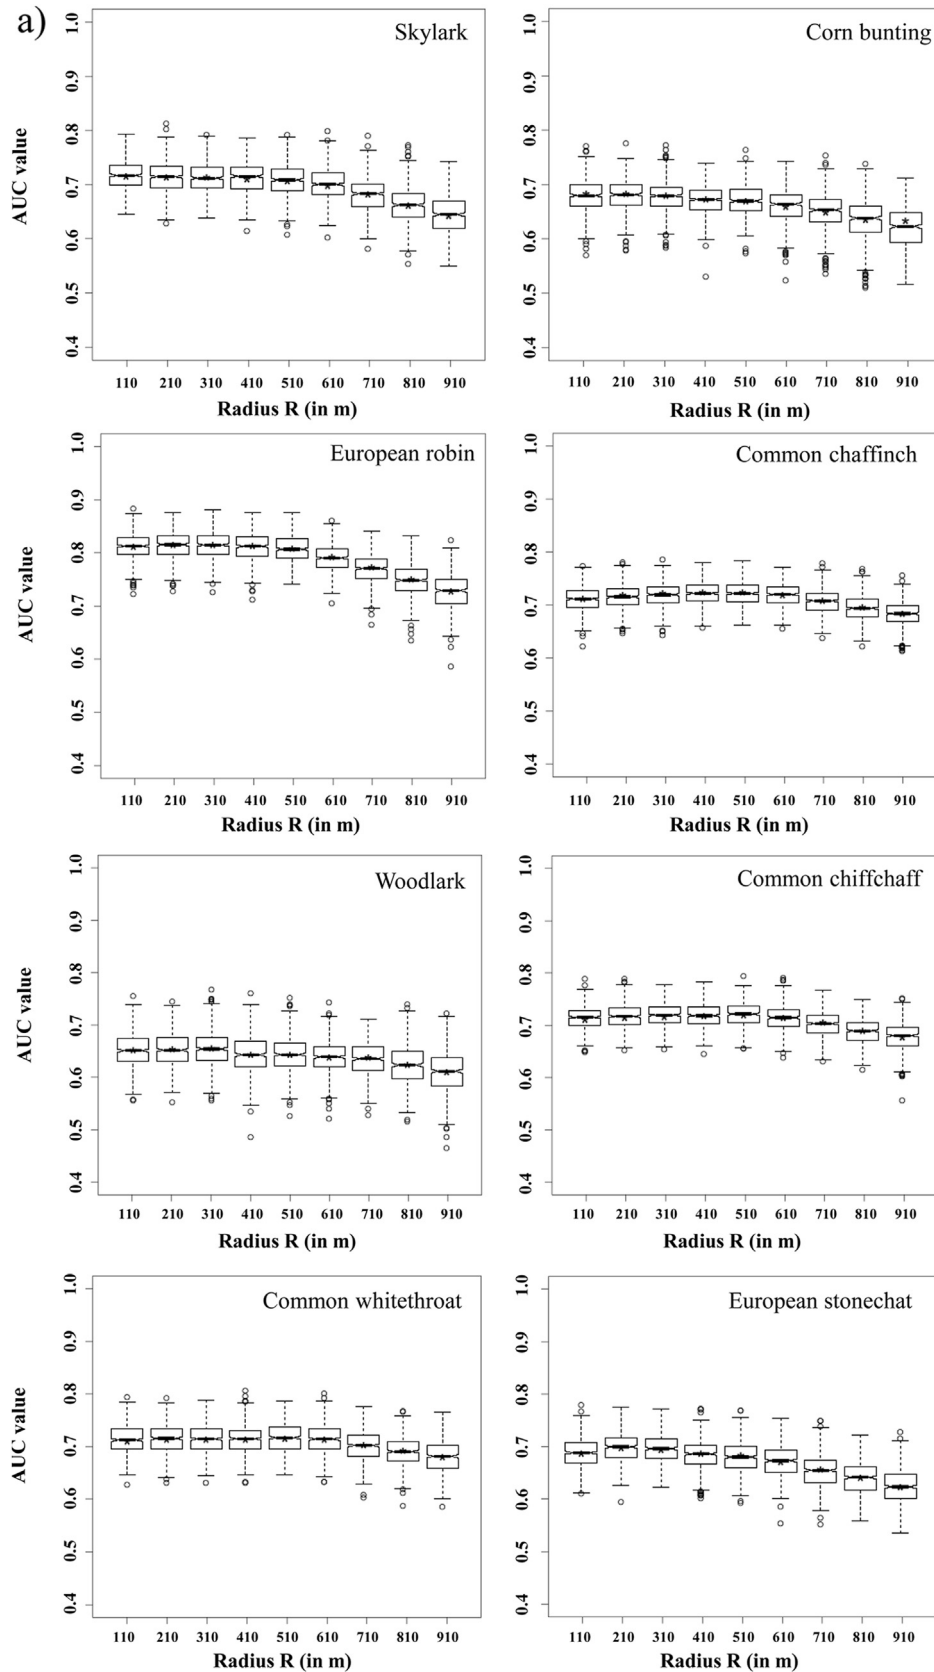 a)
Skylark
AUC value
1.0
0.9
0.8
0.7
0.6
0.5
0.4
110 210 310 410 510 610 710 810 910
Radius R (in m)
Corn bunting
1.0
0.9
0.8
0.7
0.6
0.5
0.4
110 210 310 410 510 610 710 810 910
Radius R (in m)
European robin
AUC value
1.0
0.9
0.8
0.7
0.6
0.5
0.4
110 210 310 410 510 610 710 810 910
Radius R (in m)
Common chaffinch
1.0
0.9
0.8
0.7
0.6
0.5
0.4
110 210 310 410 510 610 710 810 910
Radius R (in m)
Woodlark
AUC value
1.0
0.9
0.8
0.7
0.6
0.5
0.4
110 210 310 410 510 610 710 810 910
Radius R (in m)
Common chiffchaff
1.0
0.9
0.8
0.7
0.6
0.5
0.4
110 210 310 410 510 610 710 810 910
Radius R (in m)
Common whitethroat
AUC value
1.0
0.9
0.8
0.7
0.6
0.5
0.4
110 210 310 410 510 610 710 810 910
Radius R (in m)
European stonechat
1.0
0.9
0.8
0.7
0.6
0.5
0.4
110 210 310 410 510 610 710 810 910
Radius R (in m)